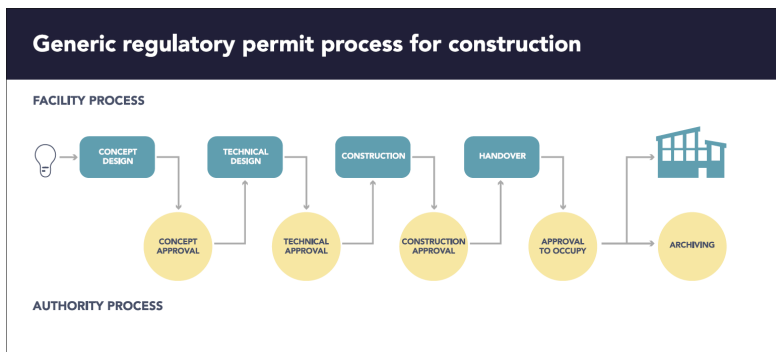 Generic regulatory permit process for construction
FACILITY PROCESS
CONCEPT
DESIGN
TECHNICAL
DESIGN
CONSTRUCTION
HANDOVER
CONCEPT
APPROVAL
TECHNICAL
APPROVAL
CONSTRUCTION
APPROVAL
APPROVAL
TO OCCUPY
ARCHIVING
AUTHORITY PROCESS